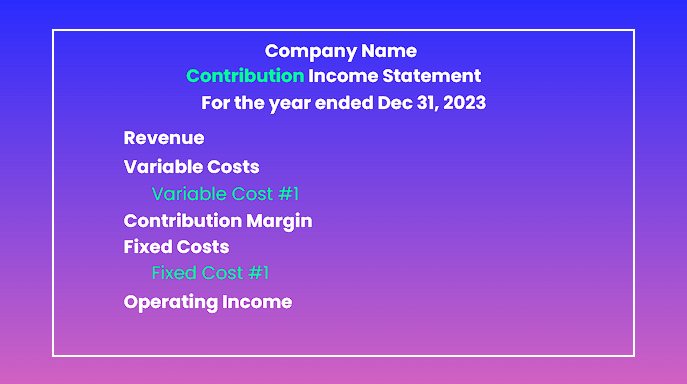 Company Name
Contribution Income Statement
For the year ended Dec 31, 2023
Revenue
Variable Costs
Variable Cost #1
Contribution Margin
Fixed Costs
Fixed Cost #1
Operating Income